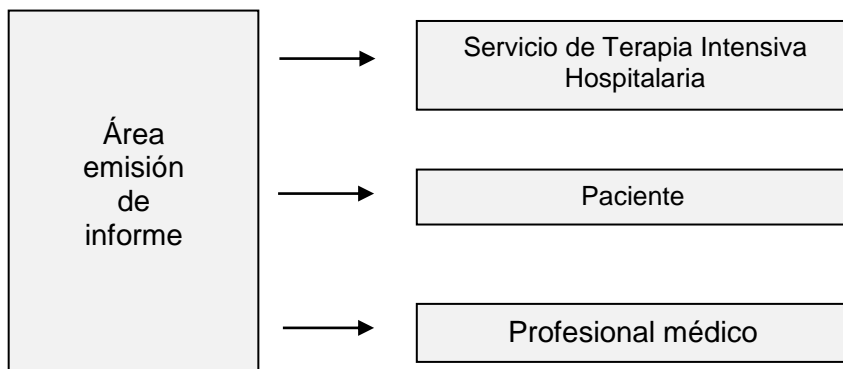 Área
emisión
de
informe
Servicio de Terapia Intensiva
Hospitalaria
Paciente
Profesional médico